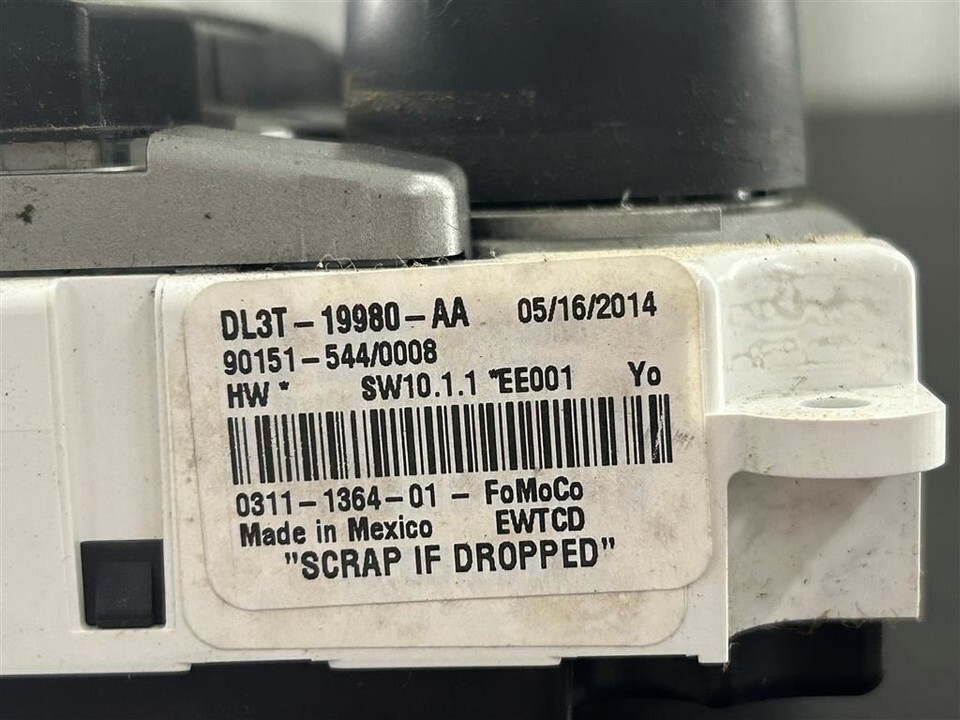 DL3T-19980-AA 05/16/2014
90151-544/0008
HW * SW10.1.1 *EE001 Yo
0311-1364-01 - FoMoCo
Made in Mexico EWTCD
"SCRAP IF DROPPED"